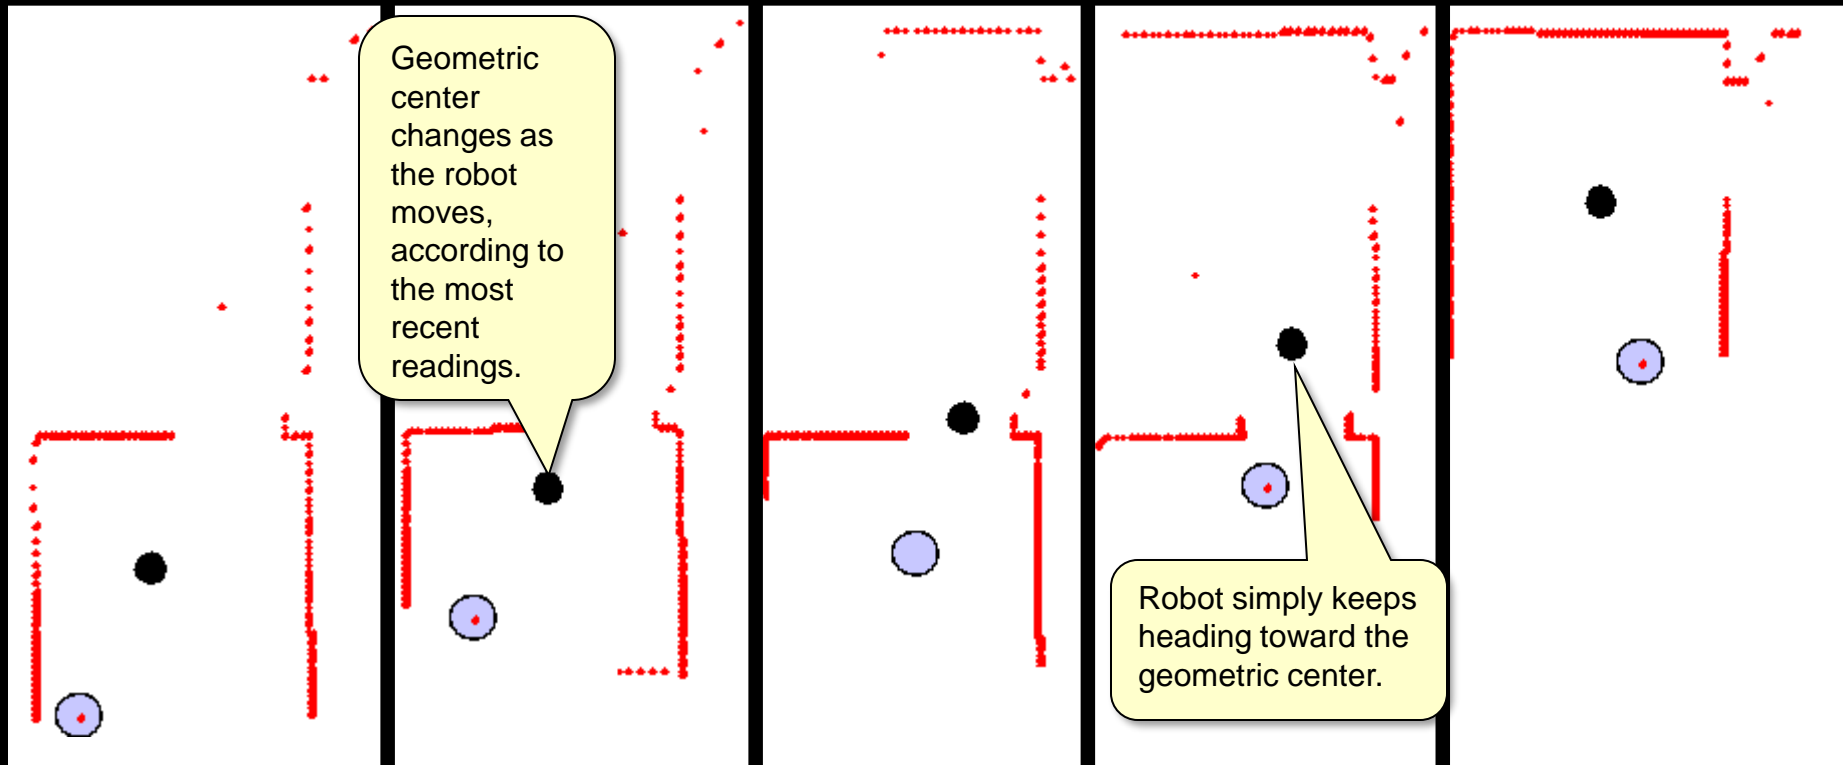 Geometric
center
changes as
the robot
moves,
according to
the most
recent
readings.
Robot simply keeps
heading toward the
geometric center.